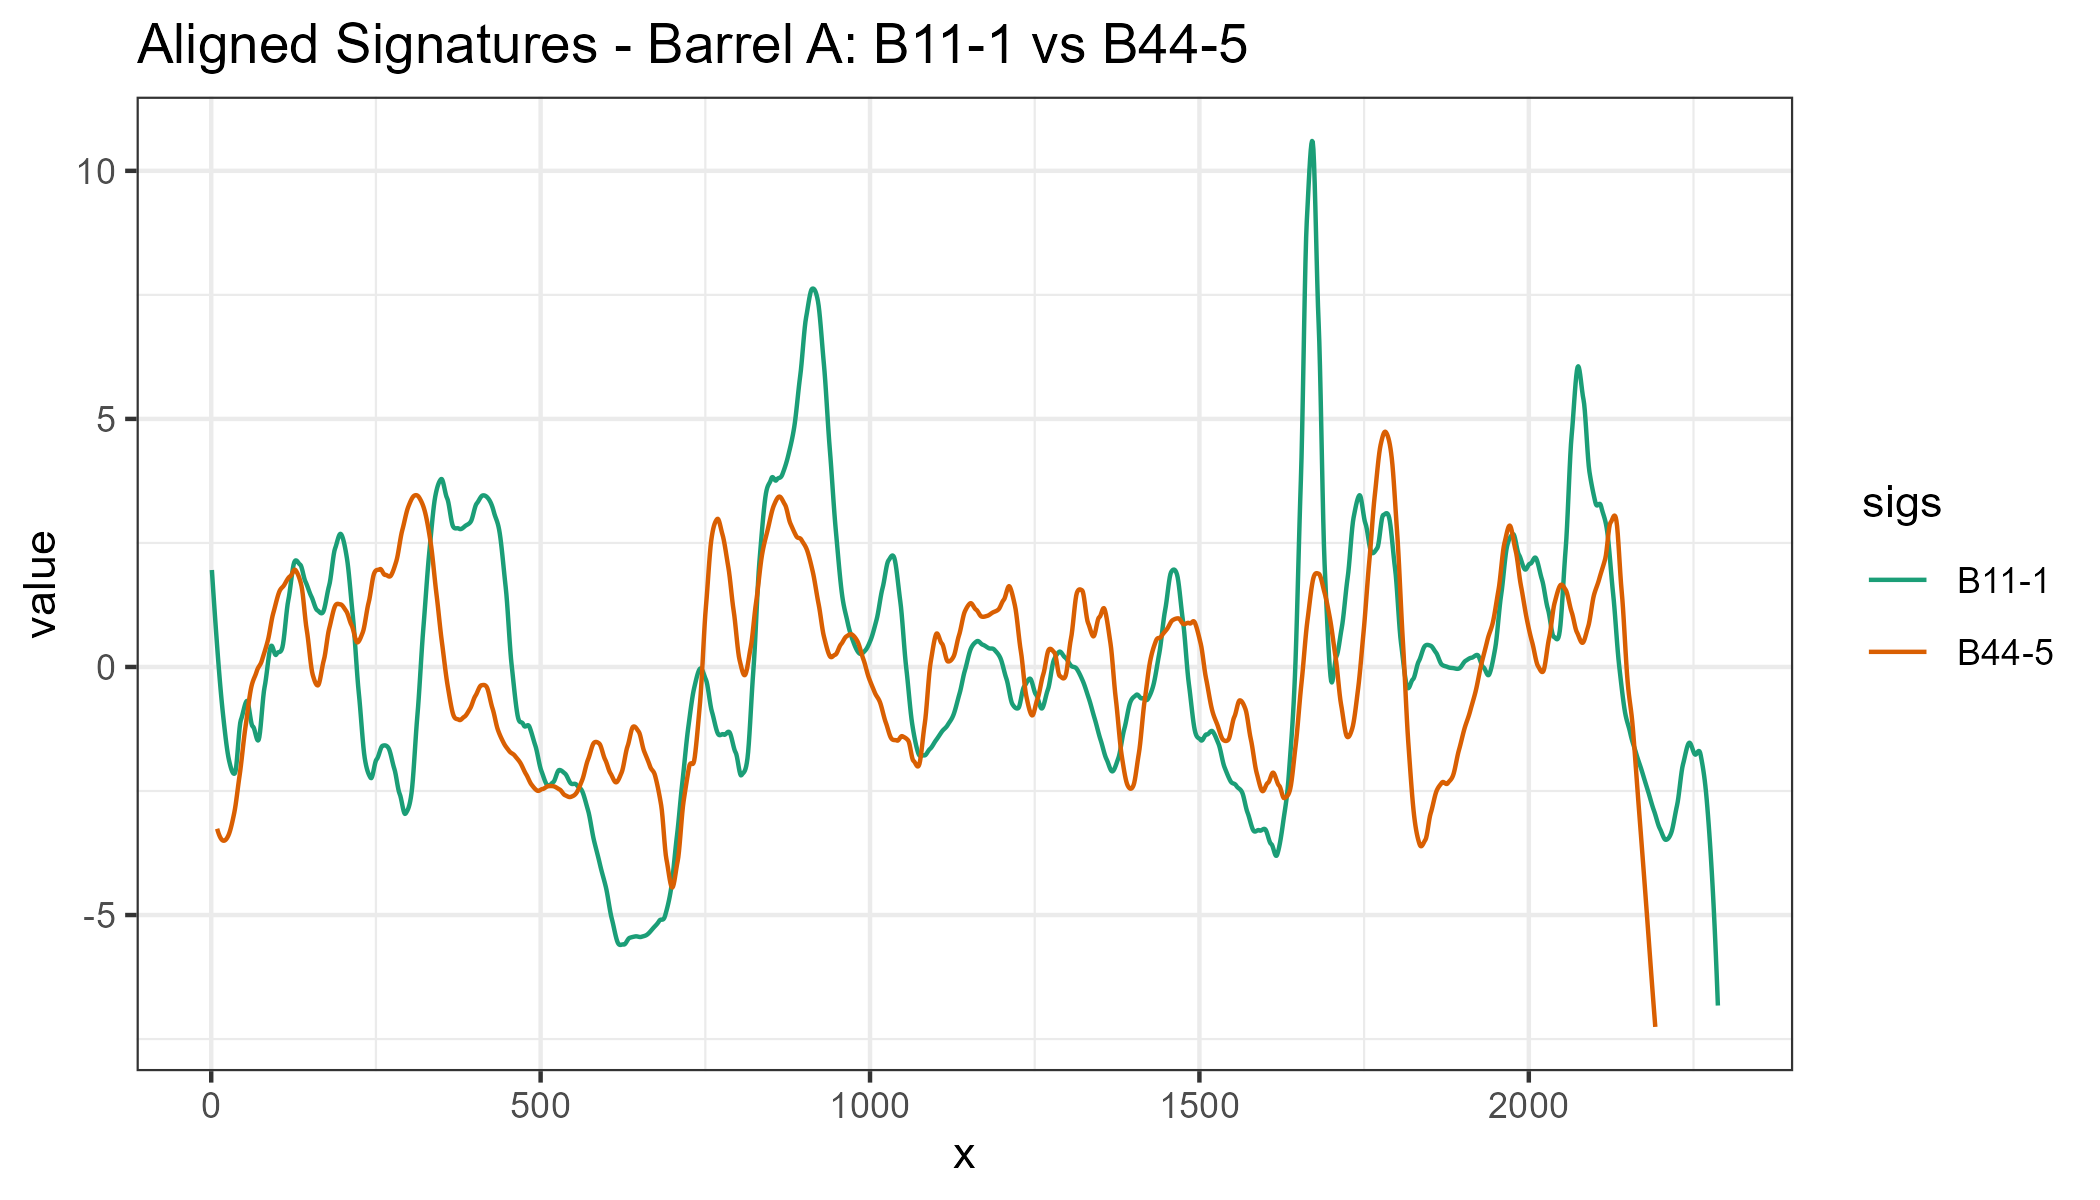 Aligned Signatures - Barrel A: B11-1 vs B44-5
value
10
5
0
-5
0 500 1000 1500 2000
x
sigs
B11-1
B44-5